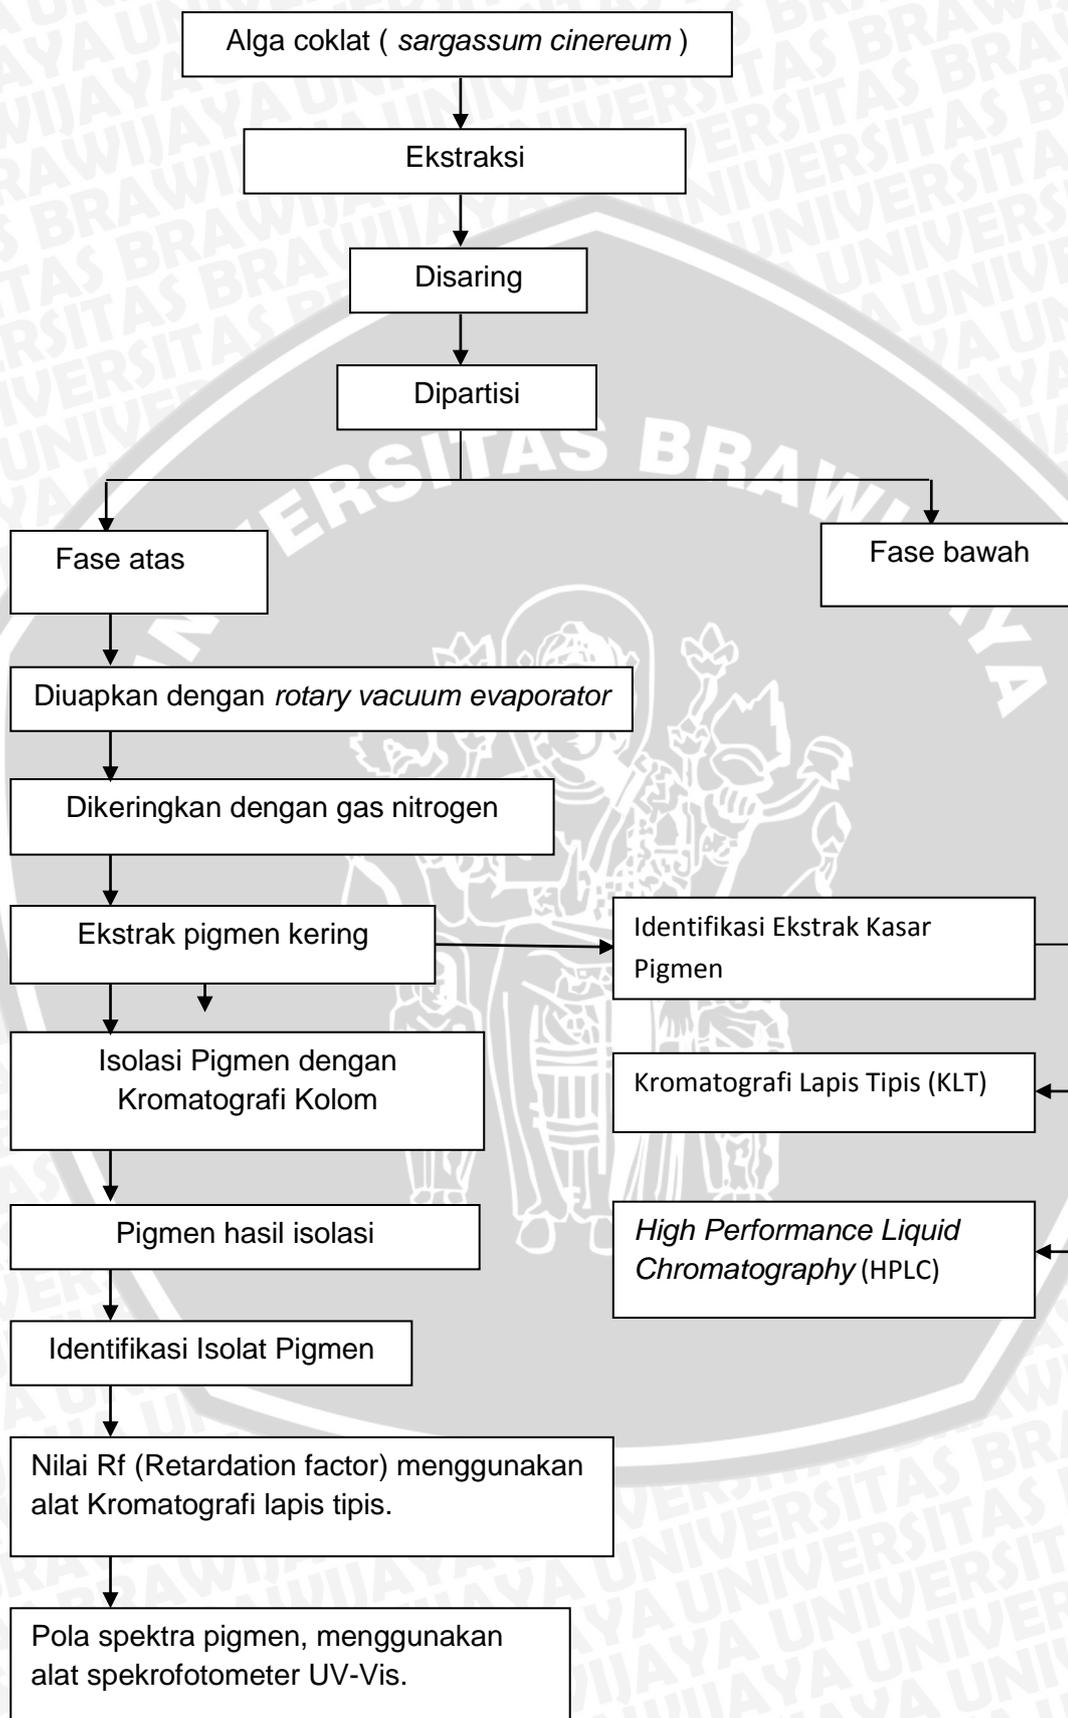 Alga coklat ( sargassum cinereum )
Ekstraksi
Disaring
Dipartisi
Fase atas
Fase bawah
Diuapkan dengan rotary vacuum evaporator
Dikeringkan dengan gas nitrogen
Ekstrak pigmen kering
Identifikasi Ekstrak Kasar
Pigmen
Isolasi Pigmen dengan
Kromatografi Kolom
Kromatografi Lapis Tipis (KLT)
Pigmen hasil isolasi
High Performance Liquid
Chromatography (HPLC)
Identifikasi Isolat Pigmen
Nilai Rf (Retardation factor) menggunakan
alat Kromatografi lapis tipis.
Pola spektra pigmen, menggunakan
alat spekrofotometer UV-Vis.
UNIVERSITAS BRAWIJAYA